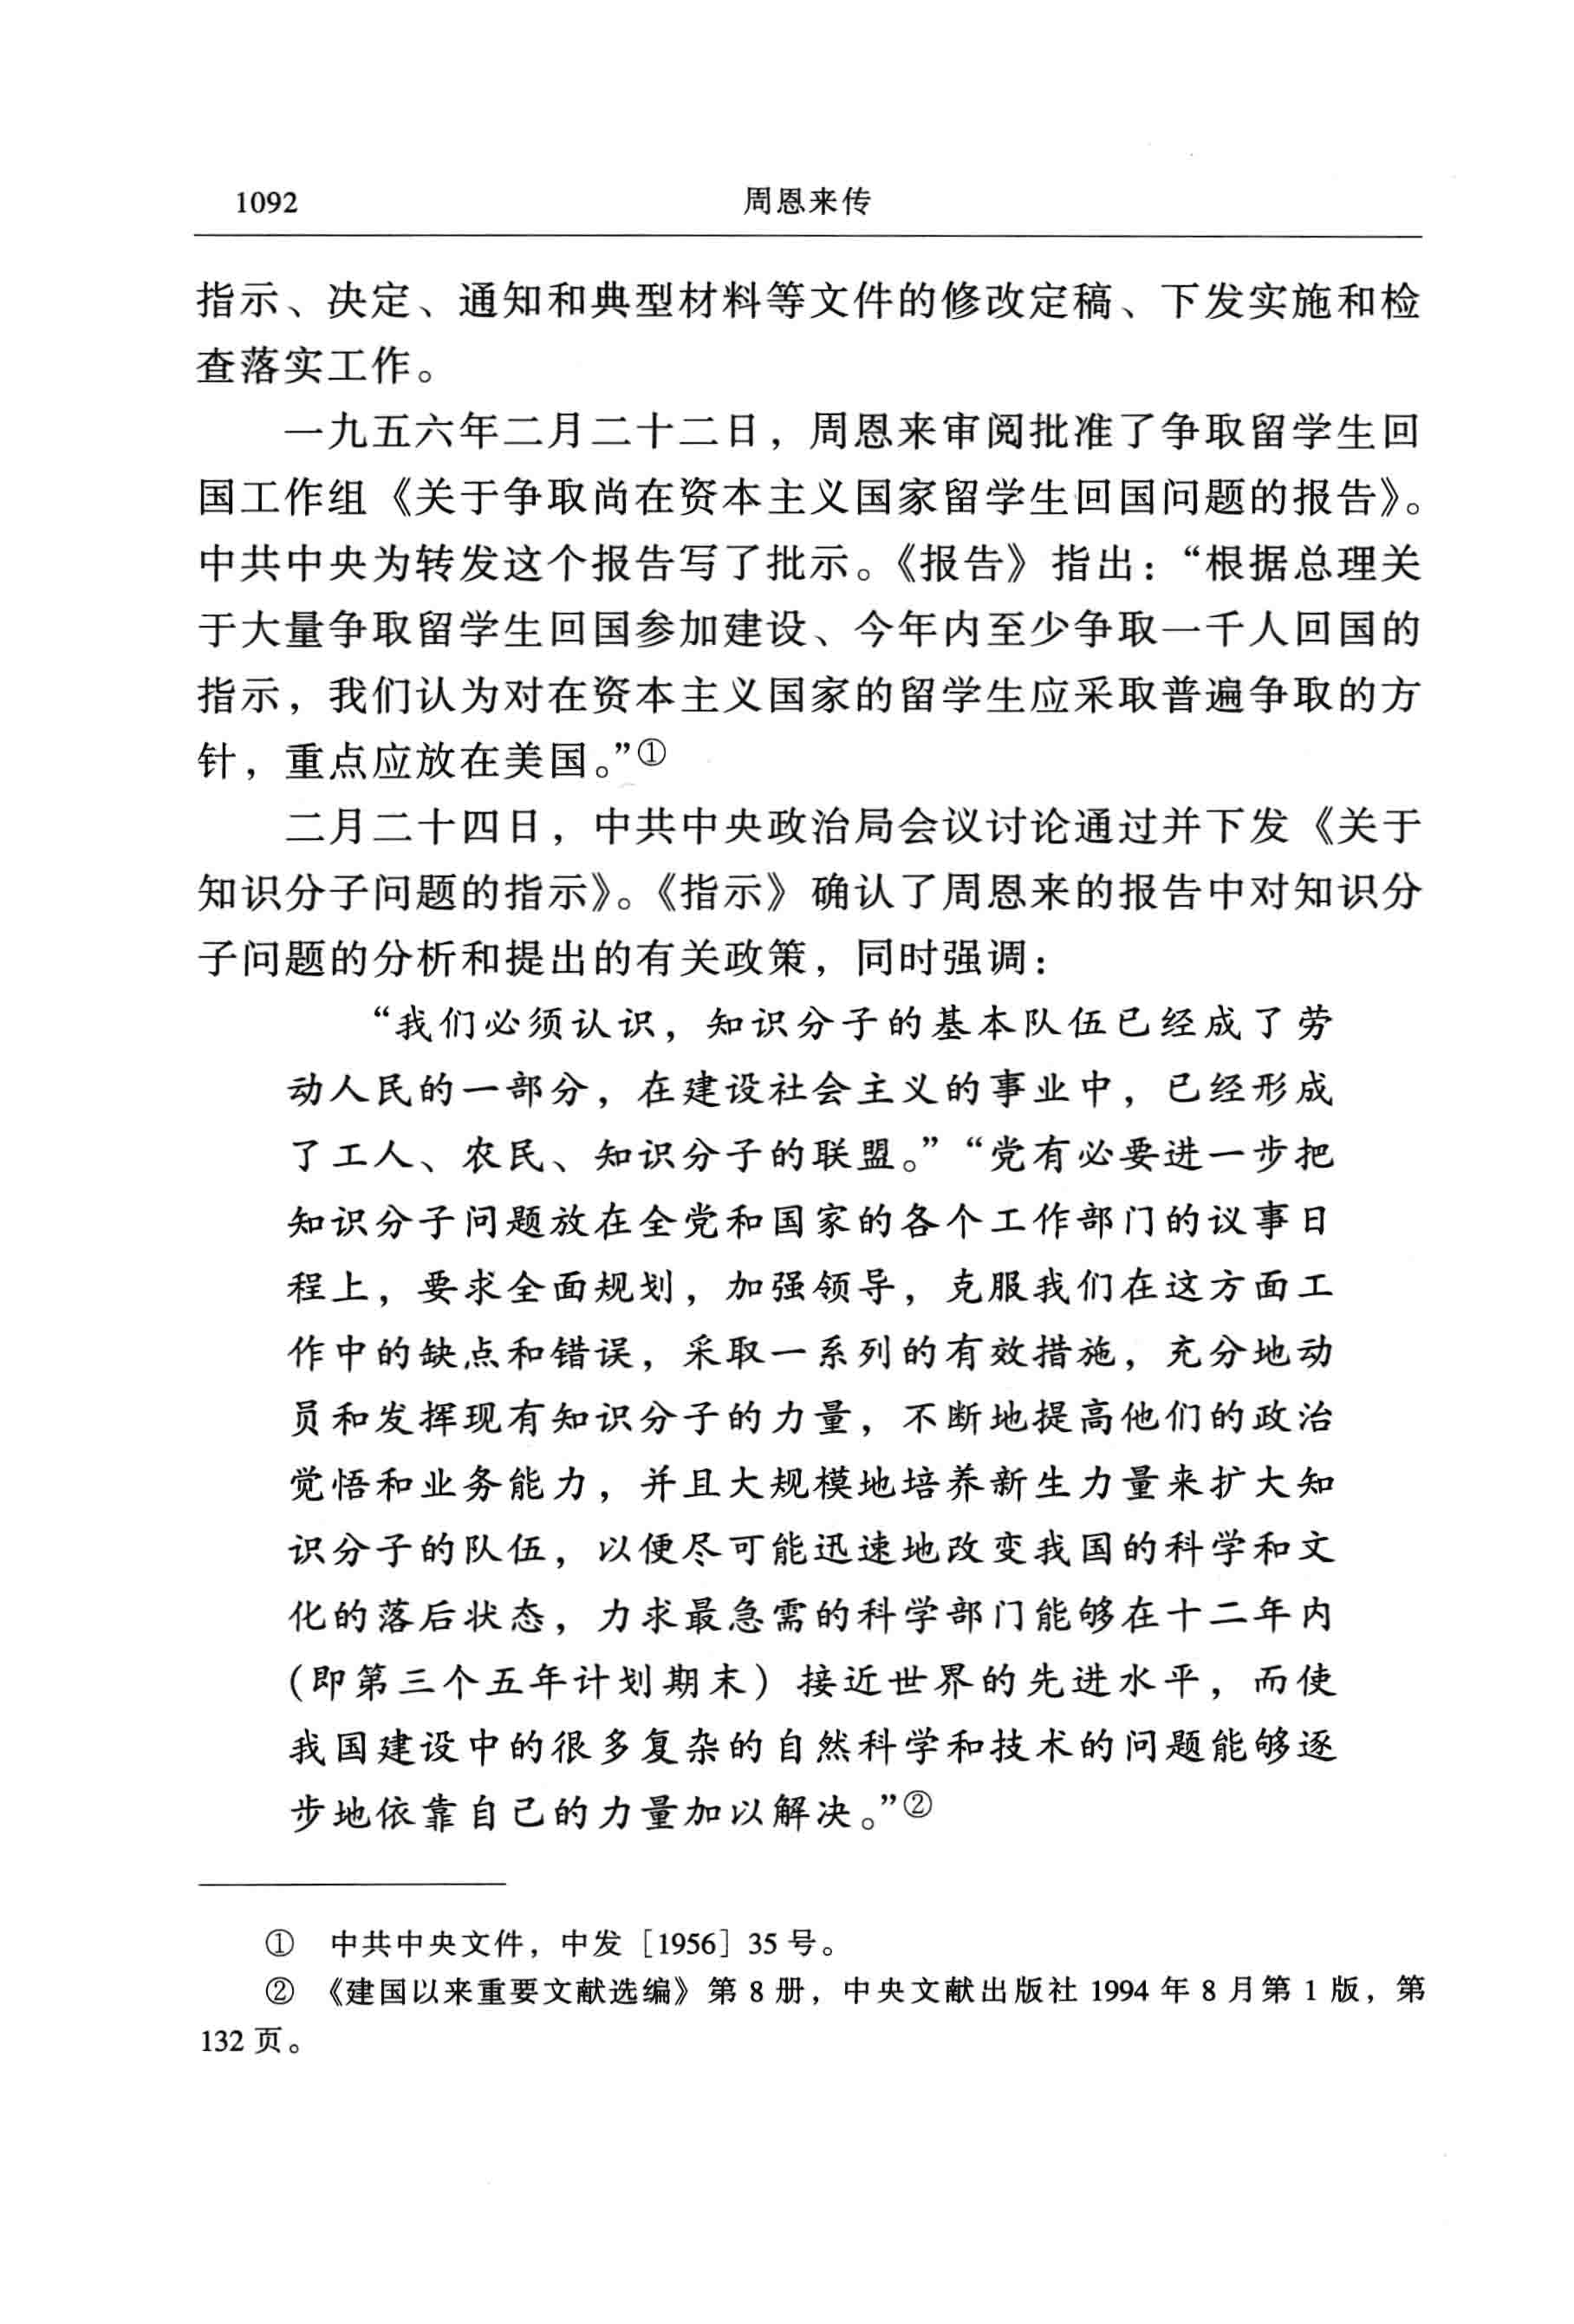 1092 周恩来传
指示、决定、通知和典型材料等文件的修改定稿、下发实施和检
查落实工作。
一九五六年二月二十二日，周恩来审阅批准了争取留学生回
国工作组《关于争取尚在资本主义国家留学生回国问题的报告》。
中共中央为转发这个报告写了批示。《报告》指出：“根据总理关
于大量争取留学生回国参加建设、今年内至少争取一千人回国的
指示，我们认为对在资本主义国家的留学生应采取普遍争取的方
针，重点应放在美国。”①
二月二十四日，中共中央政治局会议讨论通过并下发《关于
知识分子问题的指示》。《指示》确认了周恩来的报告中对知识分
子问题的分析和提出的有关政策，同时强调：
“我们必须认识，知识分子的基本队伍已经成了劳
动人民的一部分，在建设社会主义的事业中，已经形成
了工人、农民、知识分子的联盟。”“党有必要进一步把
知识分子问题放在全党和国家的各个工作部门的议事日
程上，要求全面规划，加强领导，克服我们在这方面工
作中的缺点和错误，采取一系列的有效措施，充分地动
员和发挥现有知识分子的力量，不断地提高他们的政治
觉悟和业务能力，并且大规模地培养新生力量来扩大知
识分子的队伍，以便尽可能迅速地改变我国的科学和文
化的落后状态，力求最急需的科学部门能够在十二年内
（即第三个五年计划期末）接近世界的先进水平，而使
我国建设中的很多复杂的自然科学和技术的问题能够逐
步地依靠自己的力量加以解决。”②
① 中共中央文件，中发［1956］35号。
② 《建国以来重要文献选编》第8册，中央文献出版社1994年8月第1版，第
132页。